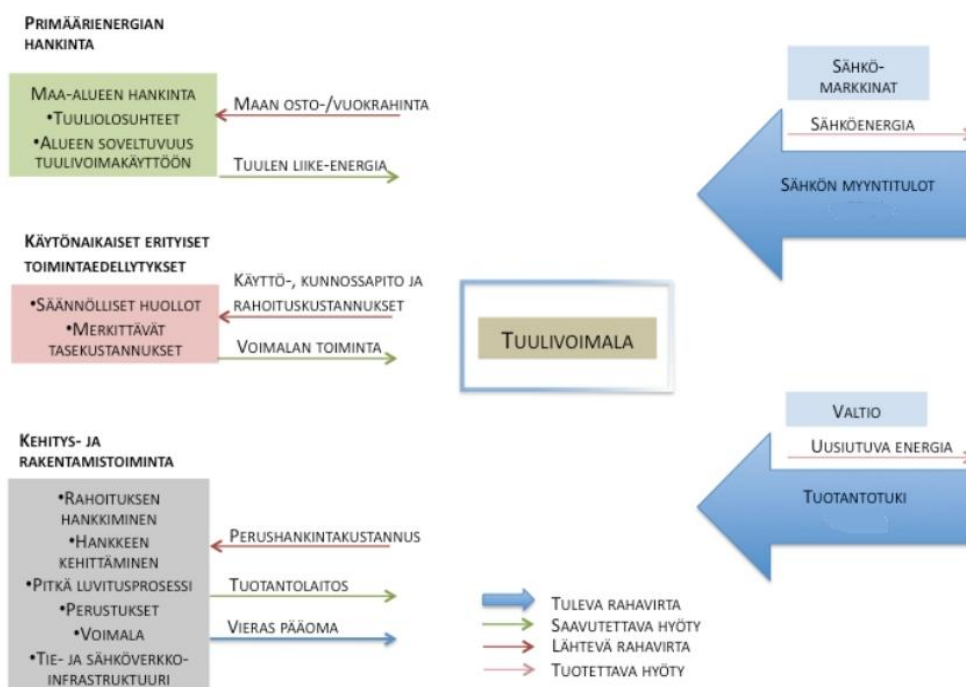 PRIMÄÄRIENERGIAN
HANKINTA
MAA-ALUEEN HANKINTA
•TUULIOLOSUHTEET
•ALUEEN SOVELTUVUUS
TUULIVOIMAKÄYTTÖÖN
MAAN OSTO-/VUOKRAHINTA
TUULEN LIIKE-ENERGIA
SÄHKÖ-
MARKKINAT
SÄHKÖENERGIA
SÄHKÖN MYYNTITULOT
KÄYTÖNAIKAISET ERITYISET
TOIMINTAEDELLYTYKSET
•SÄÄNNÖLLISET HUOLLOT
•MERKITTÄVÄT
TASEKUSTANNUKSET
KÄYTTÖ-, KUNNOSSAPITO JA
RAHOITUSKUSTANNUKSET
VOIMALAN TOIMINTA
TUULIVOIMALA
VALTIO
UUSIUTUVA ENERGIA
TUOTANTOTUKI
KEHITYS- JA
RAKENTAMISTOIMINTA
•RAHOITUKSEN
HANKKIMINEN
•HANKKEEN
KEHITTÄMINEN
•PITKÄ LUVITUSPROSESSI
•PERUSTUKSET
•VOIMALA
•TIE- JA SÄHKÖVERKKO-
INFRASTRUKTUURI
PERUSHANKINTAKUSTANNUS
TUOTANTOLAITOS
VIERAS PÄÄOMA
TULEVA RAHAVIRTA
SAAVUTETTAVA HYÖTY
LÄHTEVÄ RAHAVIRTA
TUOTETTAVA HYÖTY